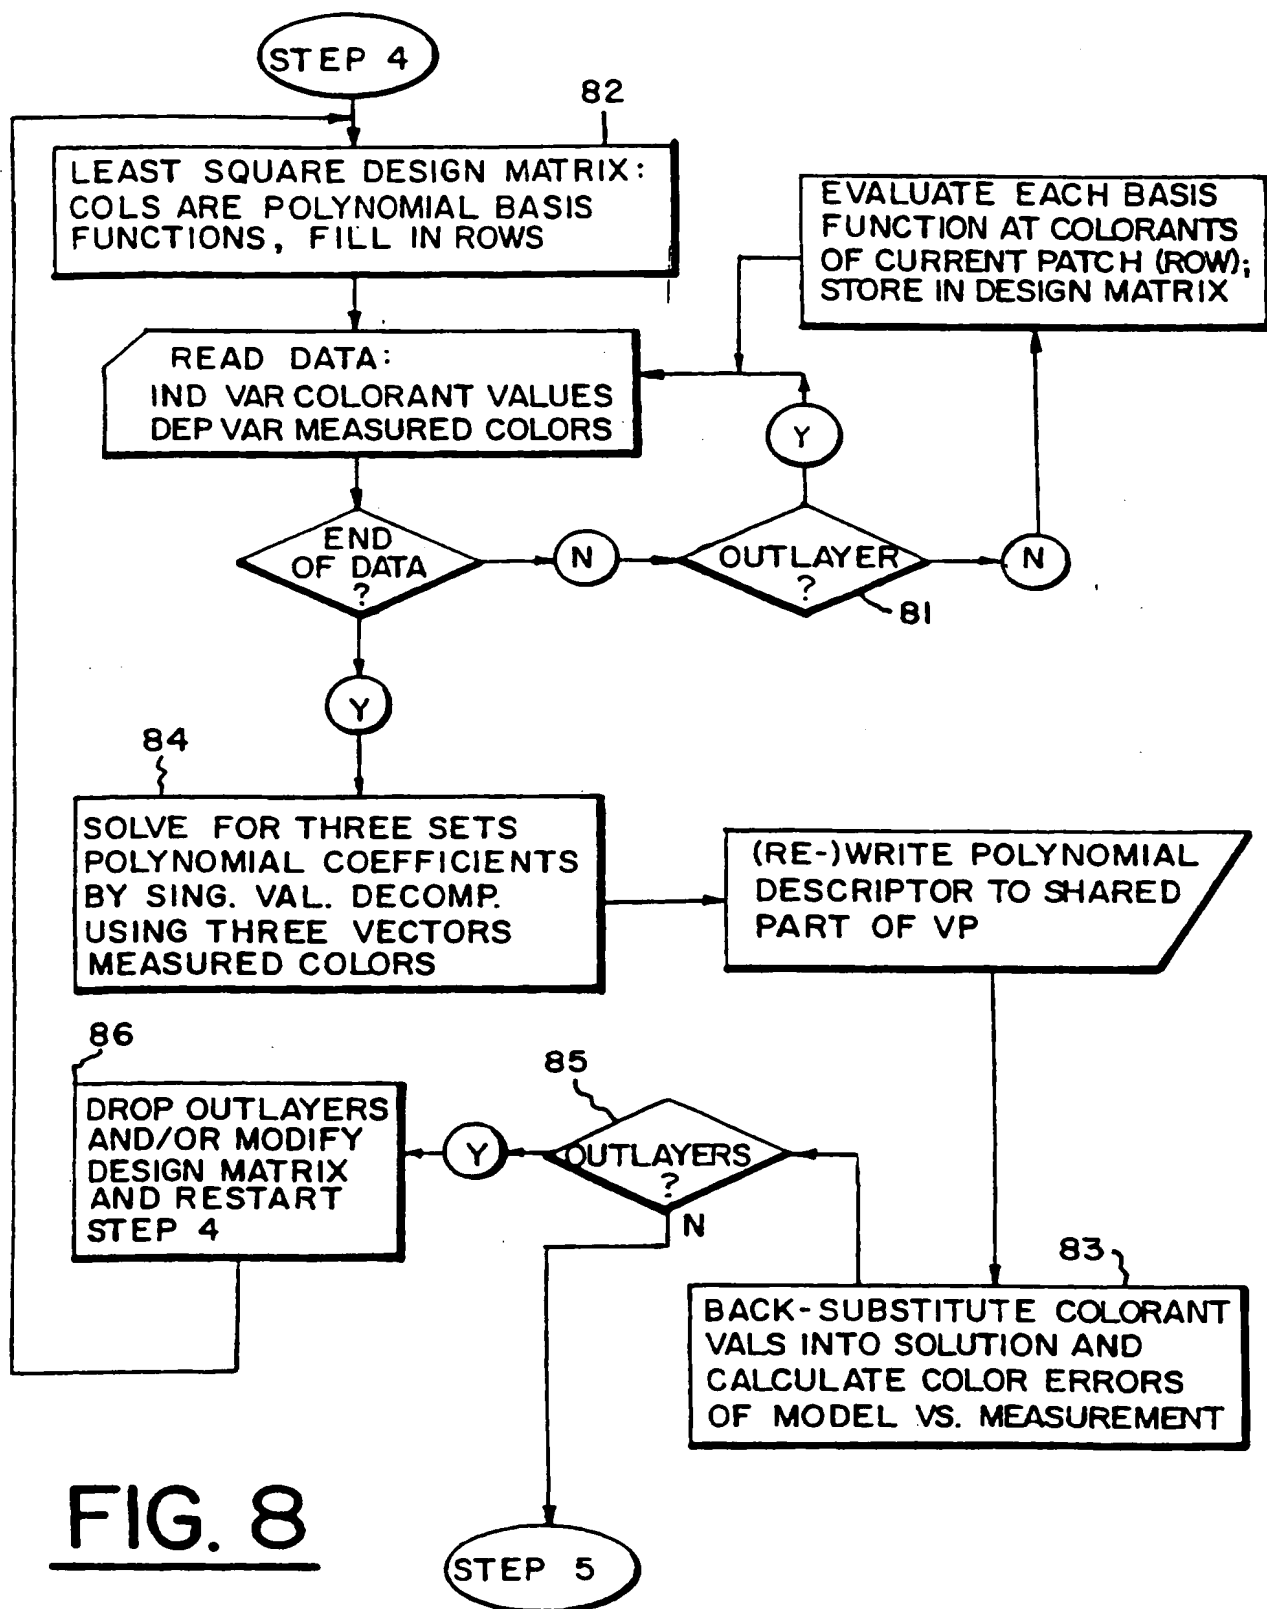 STEP 4
82
LEAST SQUARE DESIGN MATRIX:
COLS ARE POLYNOMIAL BASIS
FUNCTIONS, FILL IN ROWS
EVALUATE EACH BASIS
FUNCTION AT COLORANTS
OF CURRENT PATCH (ROW);
STORE IN DESIGN MATRIX
READ DATA:
IND VAR COLORANT VALUES
DEP VAR MEASURED COLORS
Y
END
OF DATA
?
N
OUTLAYER
?
N
81
Y
84
SOLVE FOR THREE SETS
POLYNOMIAL COEFFICIENTS
BY SING. VAL. DECOMP.
USING THREE VECTORS
MEASURED COLORS
(RE-)WRITE POLYNOMIAL
DESCRIPTOR TO SHARED
PART OF VP
86
DROP OUTLAYERS
AND/OR MODIFY
DESIGN MATRIX
AND RESTART
STEP 4
Y
85
OUTLAYERS
?
N
83
BACK-SUBSTITUTE COLORANT
VALS INTO SOLUTION AND
CALCULATE COLOR ERRORS
OF MODEL VS. MEASUREMENT
FIG. 8
STEP 5